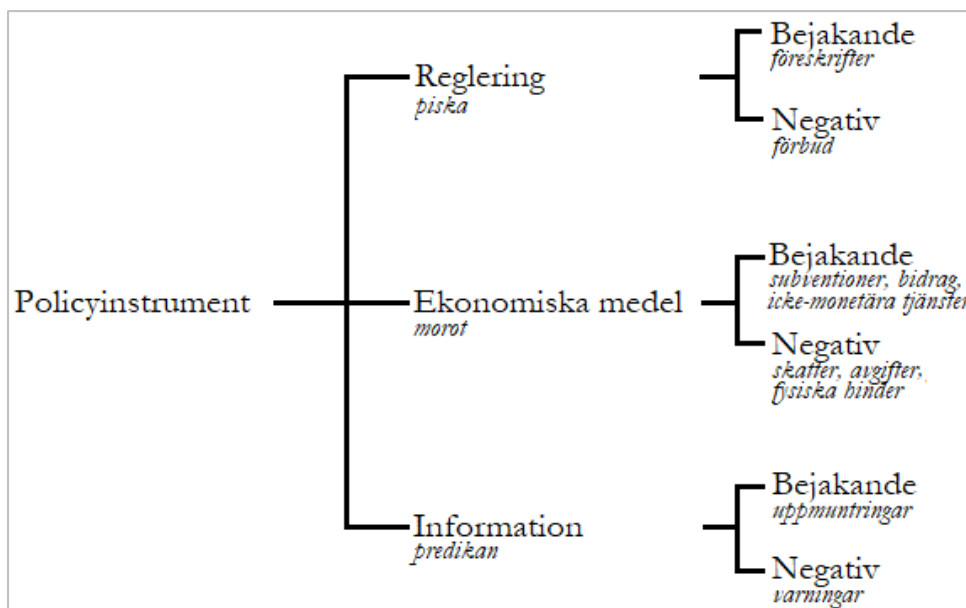 Policyinstrument
Reglering
piska
Bejakande
föreskrifter
Negativ
förbud
Ekonomiska medel
morot
Bejakande
subventioner, bidrag,
icke-monetära tjänster
Negativ
skatter, avgifter,
fysiska hinder
Information
predikan
Bejakande
uppmuntringar
Negativ
varningar